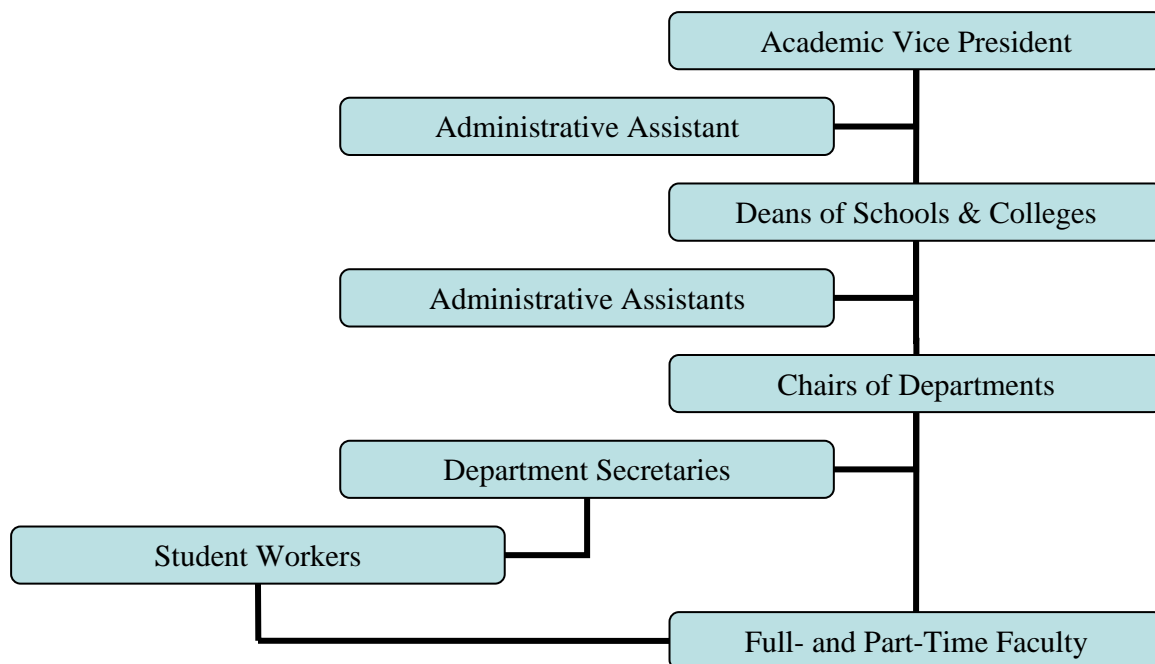 Academic Vice President
Administrative Assistant
Deans of Schools & Colleges
Administrative Assistants
Chairs of Departments
Department Secretaries
Student Workers
Full- and Part-Time Faculty